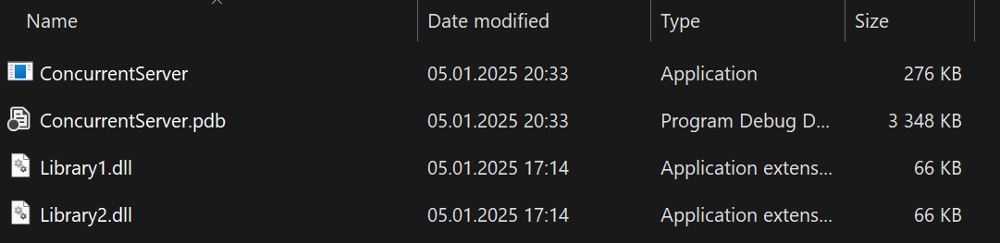 Name Date modified Type Size
ConcurrentServer 05.01.2025 20:33 Application 276 KB
ConcurrentServer.pdb 05.01.2025 20:33 Program Debug D... 3 348 KB
Library1.dll 05.01.2025 17:14 Application extens... 66 KB
Library2.dll 05.01.2025 17:14 Application extens... 66 KB